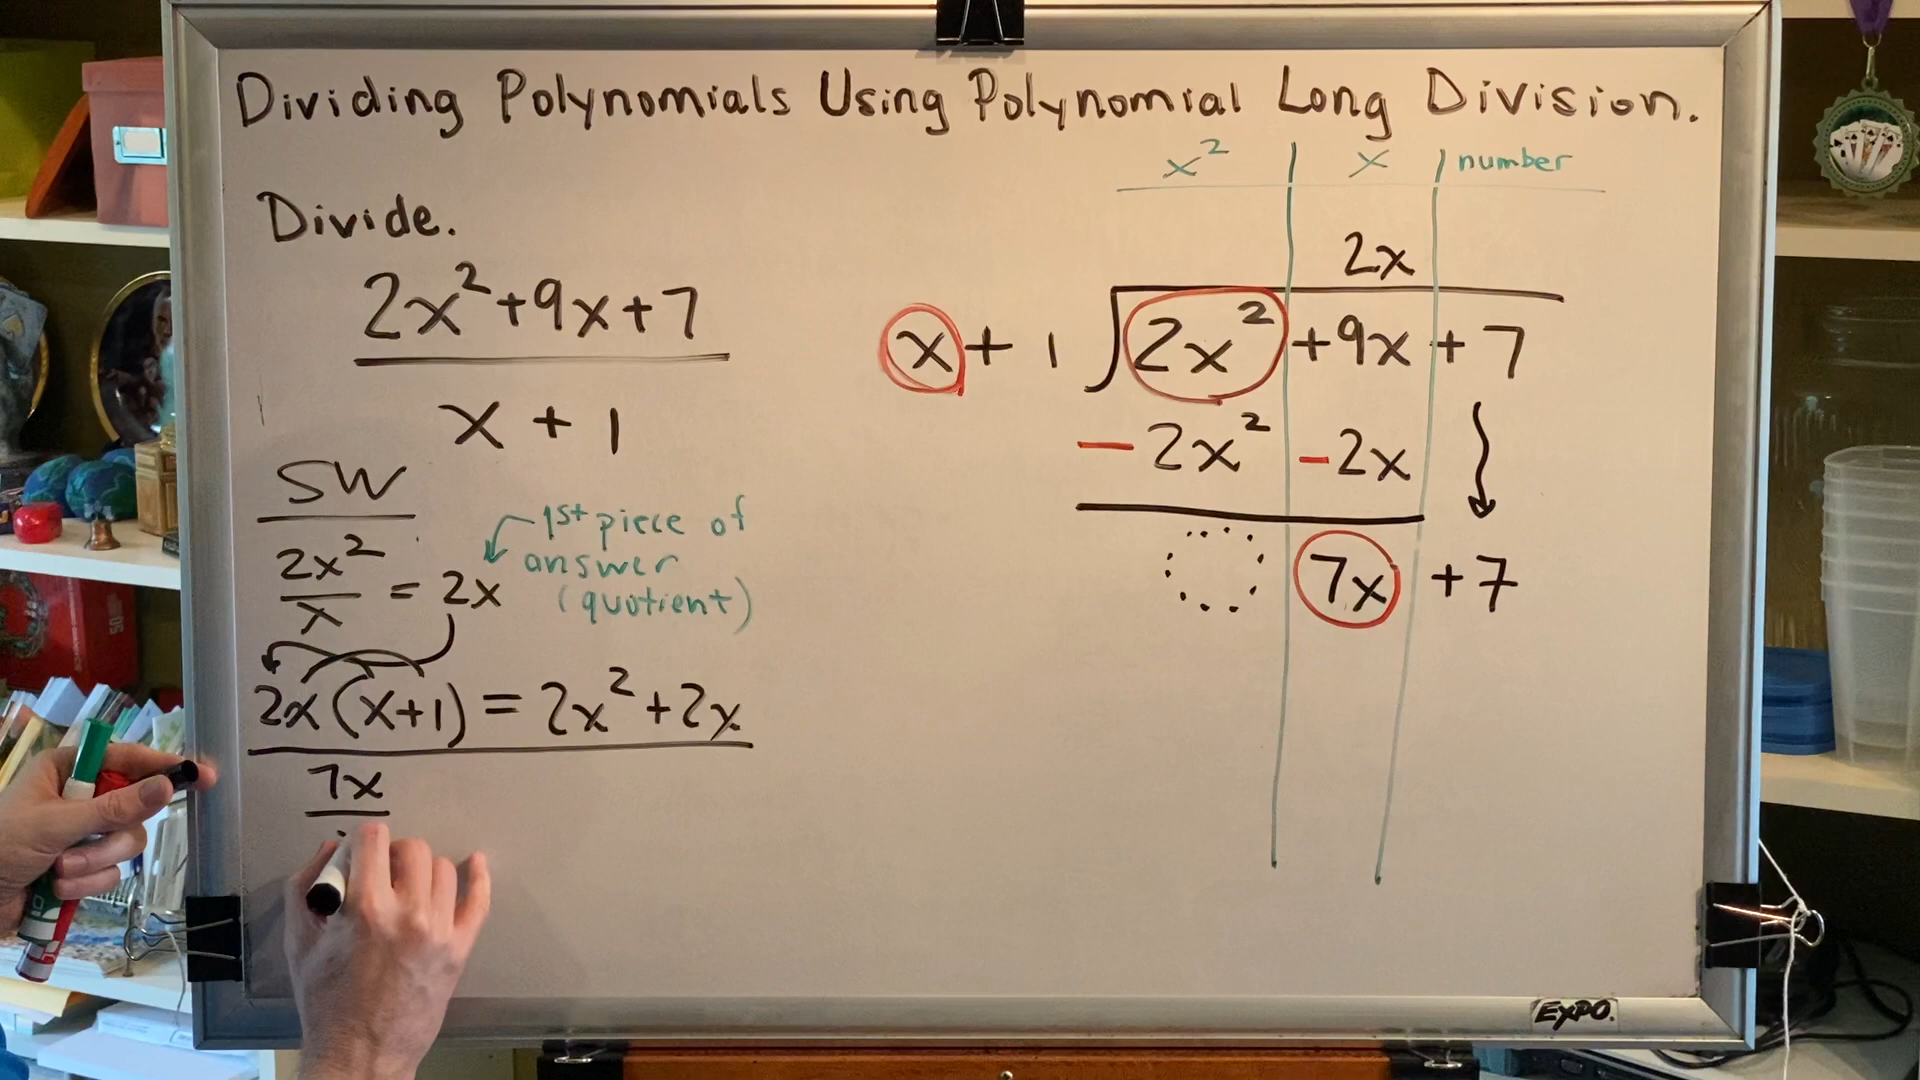 Dividing Polynomials Using Polynomial Long Division.
x² | x | number
Divide.
2x²+9x+7
x + 1
2x
x + 1 2x² +9x + 7
- 2x² - 2x
7x + 7
SW
2x²
x
= 2x
1st piece of
answer
(quotient)
2x(x+1) = 2x²+2x
7x
EXPO.